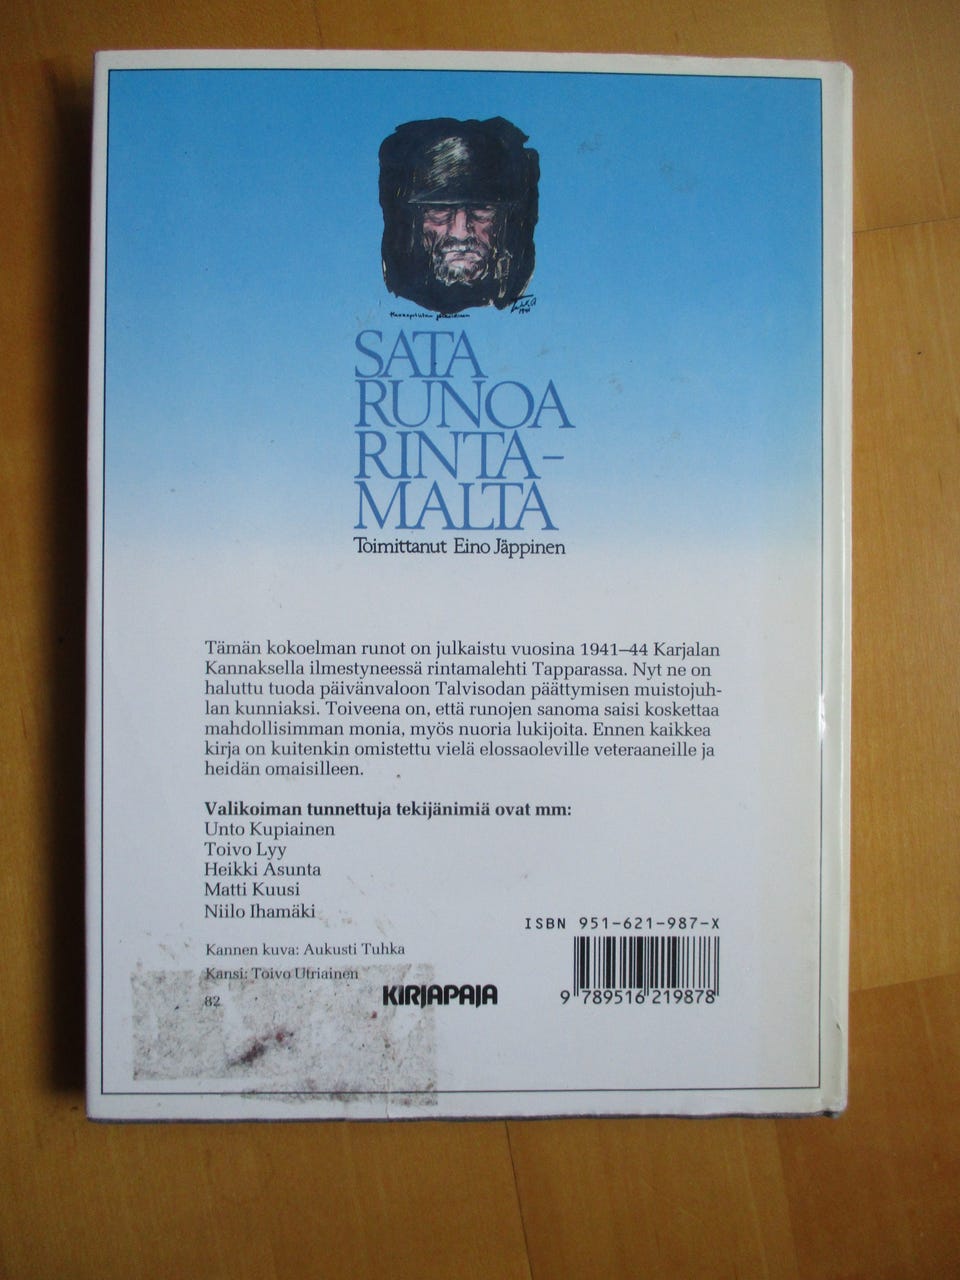 SATA
RUNOA
RINTA-
MALTA
Toimittanut Eino Jäppinen
Tämän kokoelman runot on julkaistu vuosina 1941–44 Karjalan
Kannaksella ilmestyneessä rintamalehti Tapparassa. Nyt ne on
haluttu tuoda päivänvaloon Talvisodan päättymisen muistojuh-
lan kunniaksi. Toiveena on, että runojen sanoma saisi koskettaa
mahdollisimman monia, myös nuoria lukijoita. Ennen kaikkea
kirja on kuitenkin omistettu vielä elossaoleville veteraaneille ja
heidän omaisilleen.
Valikoiman tunnettuja tekijänimiä ovat mm:
Unto Kupiainen
Toivo Lyy
Heikki Asunta
Matti Kuusi
Niilo Ihamäki
Kannen kuva: Aukusti Tuhka
Kansi: Toivo Utriainen
82
KIRJAPAJA
ISBN 951-621-987-X
9 789516 219878